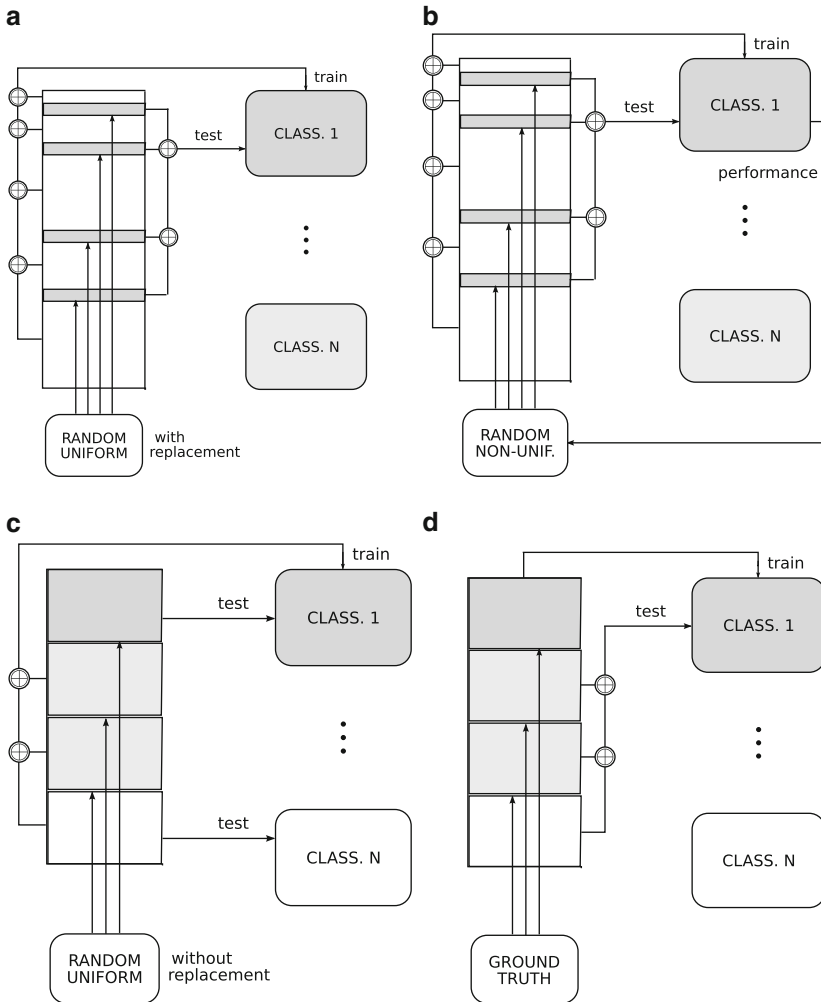 a
train
CLASS. 1
test
CLASS. N
RANDOM
UNIFORM
with
replacement
b
train
CLASS. 1
test
performance
CLASS. N
RANDOM
NON-UNIF.
c
train
test
CLASS. 1
test
CLASS. N
RANDOM
UNIFORM
without
replacement
d
train
test
CLASS. 1
CLASS. N
GROUND
TRUTH